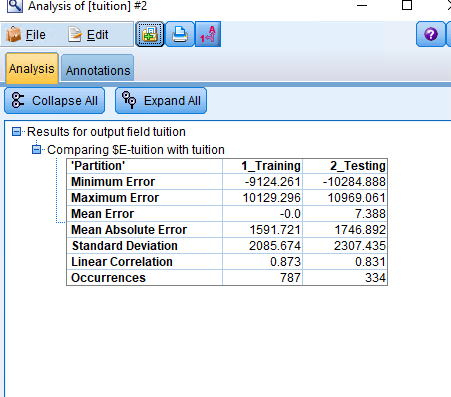 Analysis of [tuition] #2
File Edit
Analysis Annotations
Collapse All Expand All
Results for output field tuition
Comparing $E-tuition with tuition
'Partition' 1_Training 2_Testing
Minimum Error -9124.261 -10284.888
Maximum Error 10129.296 10969.061
Mean Error -0.0 7.388
Mean Absolute Error 1591.721 1746.892
Standard Deviation 2085.674 2307.435
Linear Correlation 0.873 0.831
Occurrences 787 334